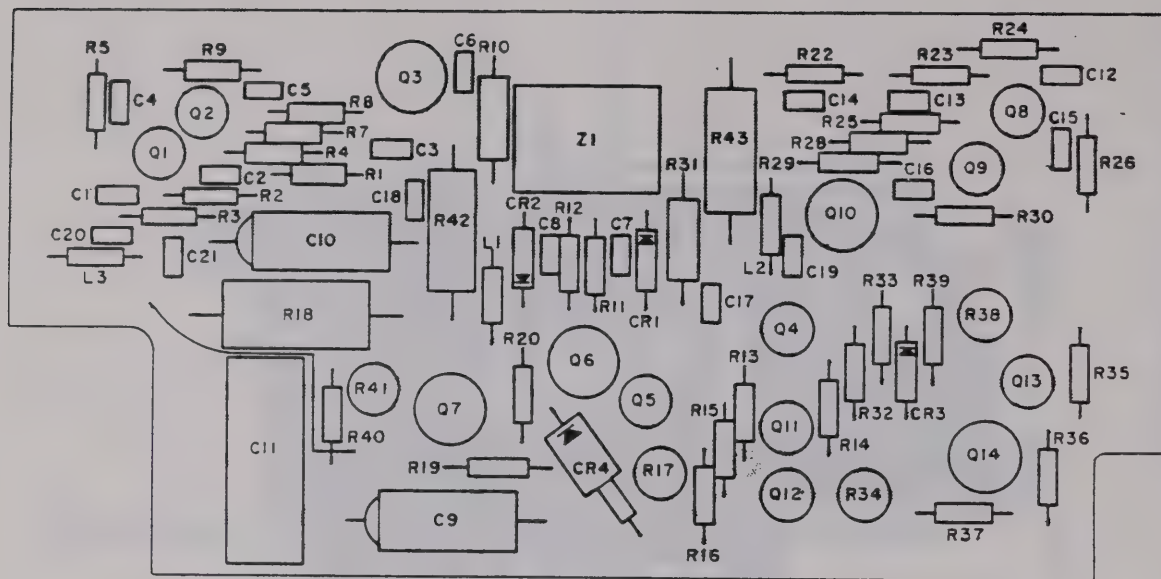 R5
R9
C4
Q2
C5
R8
R7
R4
Q1
C2
R1
C1
R2
R3
C20
L3
C21
C10
Q3
C6
R10
C3
C18
R42
Z1
CR2
R12
C8
L1
R11
C7
CR1
R31
R43
R22
C14
R24
R23
C13
R25
R28
R29
C12
Q8
C15
R26
C16
Q9
Q10
R30
L21
C19
C17
R18
R41
R40
C11
Q7
R20
R19
C9
Q6
Q5
CR4
R17
R13
R15
R16
Q4
Q11
Q12
R14
R34
R33
R39
R32
CR3
R38
Q13
R35
Q14
R36
R37